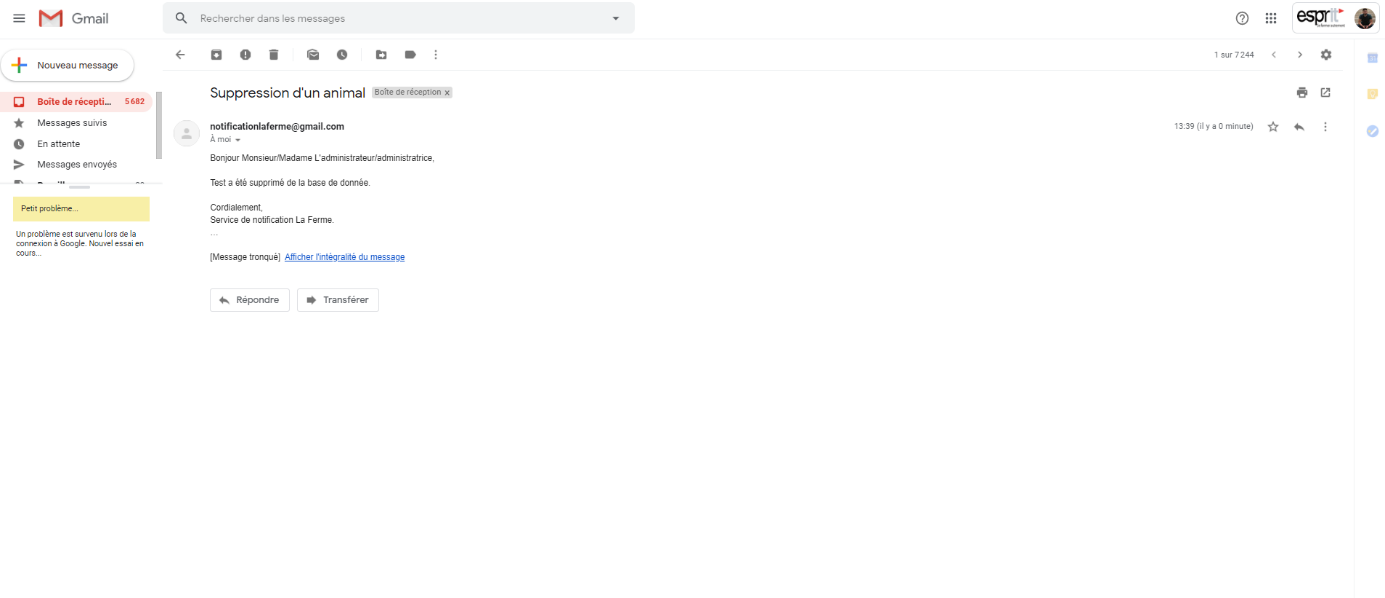 Gmail
Rechercher dans les messages
esprit
Nouveau message
1 sur 7 244
Boîte de récepti... 5 682
Messages suivis
En attente
Messages envoyés
Petit problème...
Un problème est survenu lors de la
connexion à Google. Nouvel essai en
cours...
Suppression d'un animal Boîte de réception x
notificationlaferme@gmail.com 13:39 (il y a 0 minute)
À moi
Bonjour Monsieur/Madame L'administrateur/administratrice,
Test a été supprimé de la base de donnée.
Cordialement,
Service de notification La Ferme.
...
[Message tronqué] Afficher l'intégralité du message
Répondre Transférer